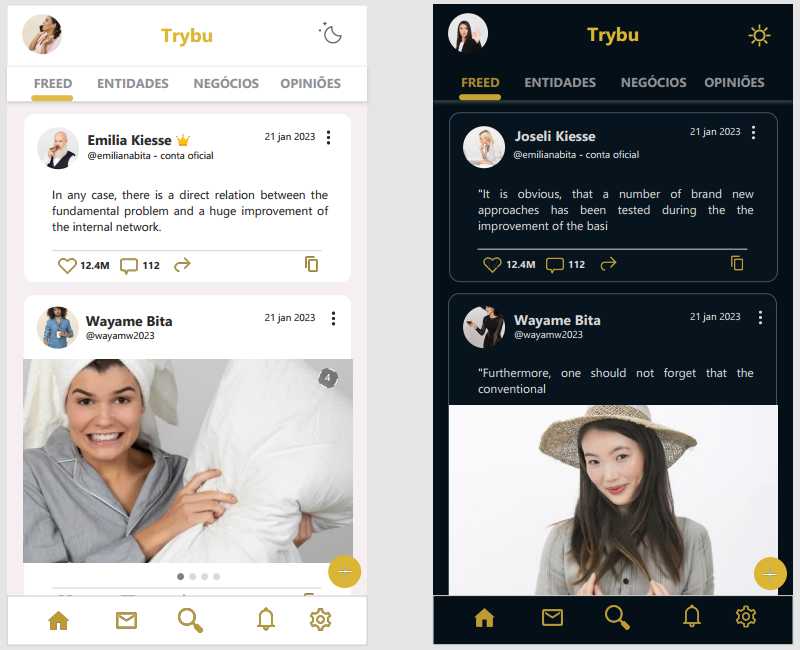 Trybu
FREED ENTIDADES NEGÓCIOS OPINIÕES
Emilia Kiesse
21 jan 2023
@emilianabita - conta oficial
In any case, there is a direct relation between the
fundamental problem and a huge improvement of
the internal network.
12.4M 112
Wayame Bita
21 jan 2023
@wayamw2023
4
Trybu
FREED ENTIDADES NEGÓCIOS OPINIÕES
Joseli Kiesse
21 jan 2023
@emilianabita - conta oficial
"It is obvious, that a number of brand new
approaches has been tested during the the
improvement of the basi
12.4M 112
Wayame Bita
21 jan 2023
@wayamw2023
"Furthermore, one should not forget that the
conventional